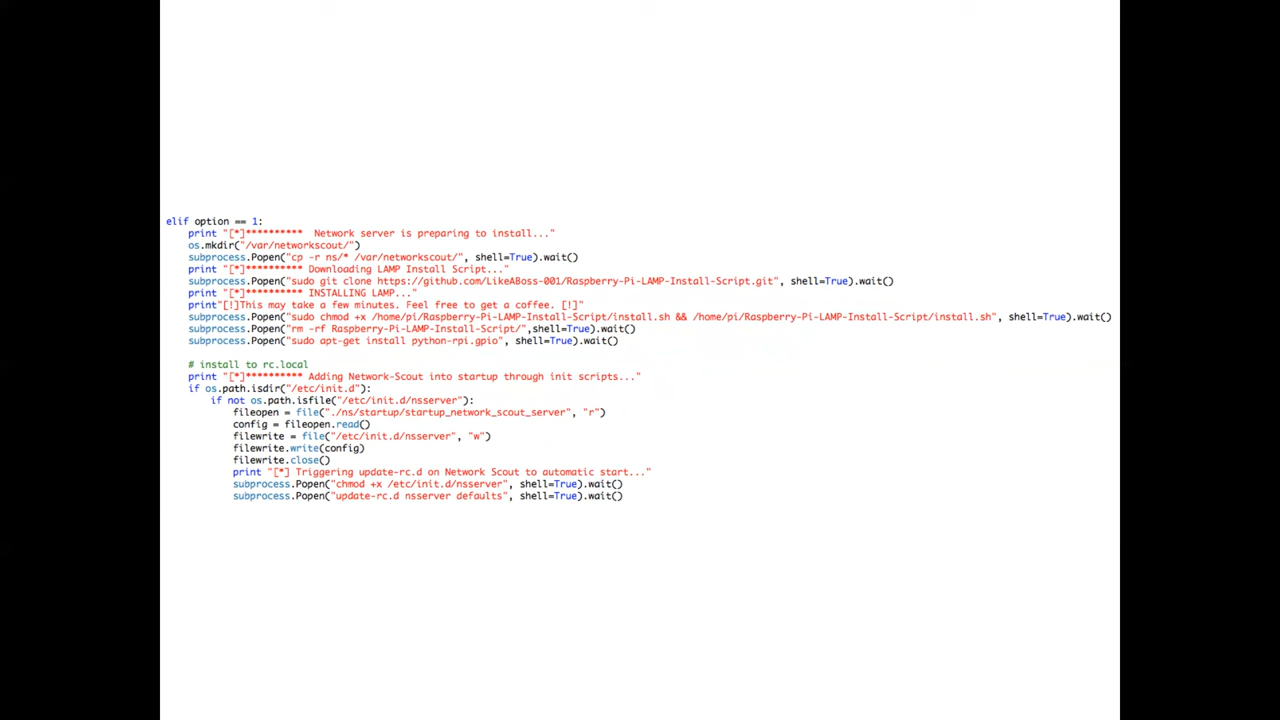 elif option == 1:
print "[*]********** Network server is preparing to install..."
os.mkdir("/var/networkscout/")
subprocess.Popen("cp -r ns/* /var/networkscout/", shell=True).wait()
print "[*]********** Downloading LAMP Install Script..."
subprocess.Popen("sudo git clone https://github.com/LikeABoss-001/Raspberry-Pi-LAMP-Install-Script.git", shell=True).wait()
print "[*]********** INSTALLING LAMP..."
print"[!]This may take a few minutes. Feel free to get a coffee. [!]"
subprocess.Popen("sudo chmod +x /home/pi/Raspberry-Pi-LAMP-Install-Script/install.sh && /home/pi/Raspberry-Pi-LAMP-Install-Script/install.sh", shell=True).wait()
subprocess.Popen("rm -rf Raspberry-Pi-LAMP-Install-Script/",shell=True).wait()
subprocess.Popen("sudo apt-get install python-rpi.gpio", shell=True).wait()
# install to rc.local
print "[*]********** Adding Network-Scout into startup through init scripts..."
if os.path.isdir("/etc/init.d"):
if not os.path.isfile("/etc/init.d/nsserver"):
fileopen = file("./ns/startup/startup_network_scout_server", "r")
config = fileopen.read()
filewrite = file("/etc/init.d/nsserver", "w")
filewrite.write(config)
filewrite.close()
print "[*] Triggering update-rc.d on Network Scout to automatic start..."
subprocess.Popen("chmod +x /etc/init.d/nsserver", shell=True).wait()
subprocess.Popen("update-rc.d nsserver defaults", shell=True).wait()